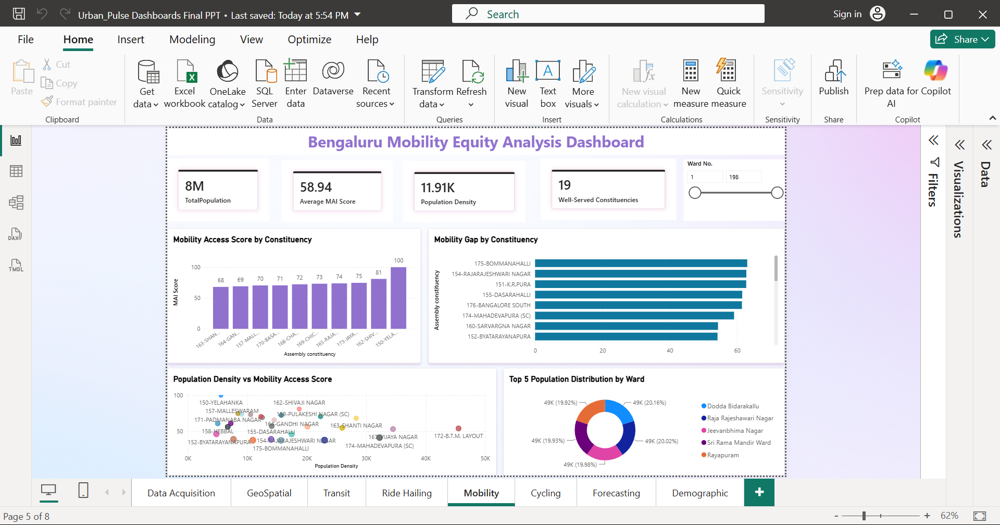 Urban_Pulse Dashboards Final PPT • Last saved: Today at 5:54 PM
Search
Sign in
File
Home
Insert
Modeling
View
Optimize
Help
Share
Paste
Cut
Copy
Format painter
Clipboard
Get data
Excel workbook
OneLake catalog
SQL Server
Enter data
Dataverse
Recent sources
Data
Transform data
Refresh
Queries
New visual
Text box
More visuals
Insert
New visual calculation
New measure
Quick measure
Calculations
Sensitivity
Sensitivity
Publish
Share
Prep data for AI
Copilot
Copilot
DAX
TMDL
Bengaluru Mobility Equity Analysis Dashboard
8M
TotalPopulation
58.94
Average MAI Score
11.91K
Population Density
19
Well-Served Constituencies
Ward No.
1
198
Filters
Visualizations
Data
Mobility Access Score by Constituency
MAI Score
100
50
0
68
69
70
71
72
73
74
75
81
100
163-SHAN...
164-GAN...
157-MALL...
170-BASA...
168-CHA...
169-CHIC...
165-RAJA...
173-JAYA...
162-SHIV...
150-YELA...
Assembly constituency
Mobility Gap by Constituency
Assembly constituency
175-BOMMANAHALLI
154-RAJARAJESHWARI NAGAR
151-K.R.PURA
155-DASARAHALLI
176-BANGALORE SOUTH
174-MAHADEVAPURA (SC)
160-SARVARGNA NAGAR
152-BYATARAYANAPURA
0
20
40
60
Population Density vs Mobility Access Score
100
50
150-YELAHANKA
162-SHIVAJI NAGAR
157-MALLESWARAM
159-PULAKESHI NAGAR (SC)
171-PADMANABA NAGAR
164-GANDHI NAGAR
163-SHANTI NAGAR
158-HEBBAL
155-DASARAHALLI
167-VIJAYA NAGAR
172-B.T.M. LAYOUT
152-BYATARAYANAPURA
154-RAJARAJESHWARI NAGAR
174-MAHADEVAPURA (SC)
175-BOMMANAHALLI
0K
10K
20K
30K
40K
50K
Population Density
Top 5 Population Distribution by Ward
49K (19.92%)
49K (20.16%)
49K (19.93%)
49K (20.02%)
49K (19.98%)
Dodda Bidarakallu
Raja Rajeshawari Nagar
Jeevanbhima Nagar
Sri Rama Mandir Ward
Rayapuram
Data Acquisition
GeoSpatial
Transit
Ride Hailing
Mobility
Cycling
Forecasting
Demographic
+
Page 5 of 8
- + 62%